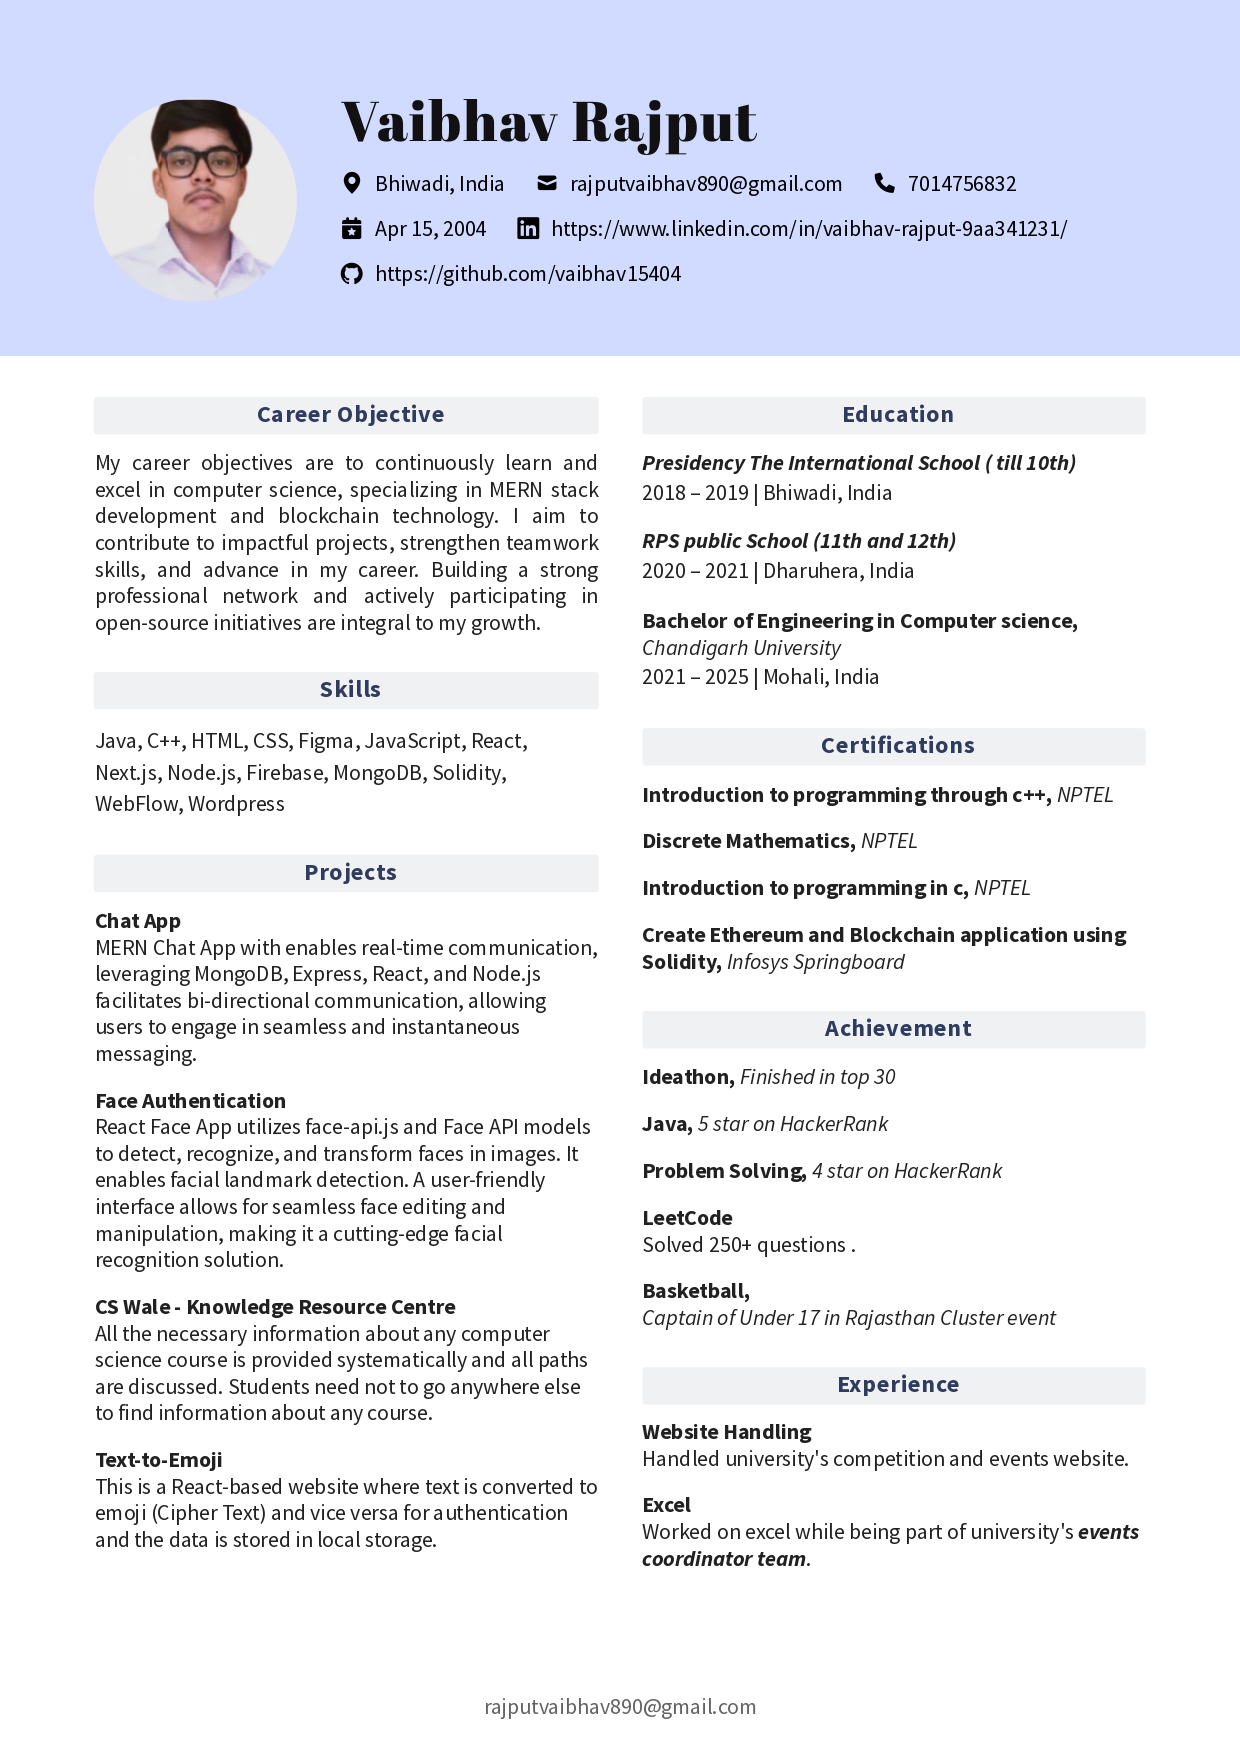 Vaibhav Rajput
Bhiwadi, India rajputvaibhav890@gmail.com 7014756832
Apr 15, 2004 https://www.linkedin.com/in/vaibhav-rajput-9aa341231/
https://github.com/vaibhav15404
Career Objective
My career objectives are to continuously learn and
excel in computer science, specializing in MERN stack
development and blockchain technology. I aim to
contribute to impactful projects, strengthen teamwork
skills, and advance in my career. Building a strong
professional network and actively participating in
open-source initiatives are integral to my growth.
Skills
Java, C++, HTML, CSS, Figma, JavaScript, React,
Next.js, Node.js, Firebase, MongoDB, Solidity,
WebFlow, Wordpress
Projects
Chat App
MERN Chat App with enables real-time communication,
leveraging MongoDB, Express, React, and Node.js
facilitates bi-directional communication, allowing
users to engage in seamless and instantaneous
messaging.
Face Authentication
React Face App utilizes face-api.js and Face API models
to detect, recognize, and transform faces in images. It
enables facial landmark detection. A user-friendly
interface allows for seamless face editing and
manipulation, making it a cutting-edge facial
recognition solution.
CS Wale - Knowledge Resource Centre
All the necessary information about any computer
science course is provided systematically and all paths
are discussed. Students need not to go anywhere else
to find information about any course.
Text-to-Emoji
This is a React-based website where text is converted to
emoji (Cipher Text) and vice versa for authentication
and the data is stored in local storage.
Education
Presidency The International School ( till 10th)
2018 – 2019 | Bhiwadi, India
RPS public School (11th and 12th)
2020 – 2021 | Dharuhera, India
Bachelor of Engineering in Computer science,
Chandigarh University
2021 – 2025 | Mohali, India
Certifications
Introduction to programming through c++, NPTEL
Discrete Mathematics, NPTEL
Introduction to programming in c, NPTEL
Create Ethereum and Blockchain application using
Solidity, Infosys Springboard
Achievement
Ideathon, Finished in top 30
Java, 5 star on HackerRank
Problem Solving, 4 star on HackerRank
LeetCode
Solved 250+ questions .
Basketball,
Captain of Under 17 in Rajasthan Cluster event
Experience
Website Handling
Handled university's competition and events website.
Excel
Worked on excel while being part of university's events
coordinator team.
rajputvaibhav890@gmail.com